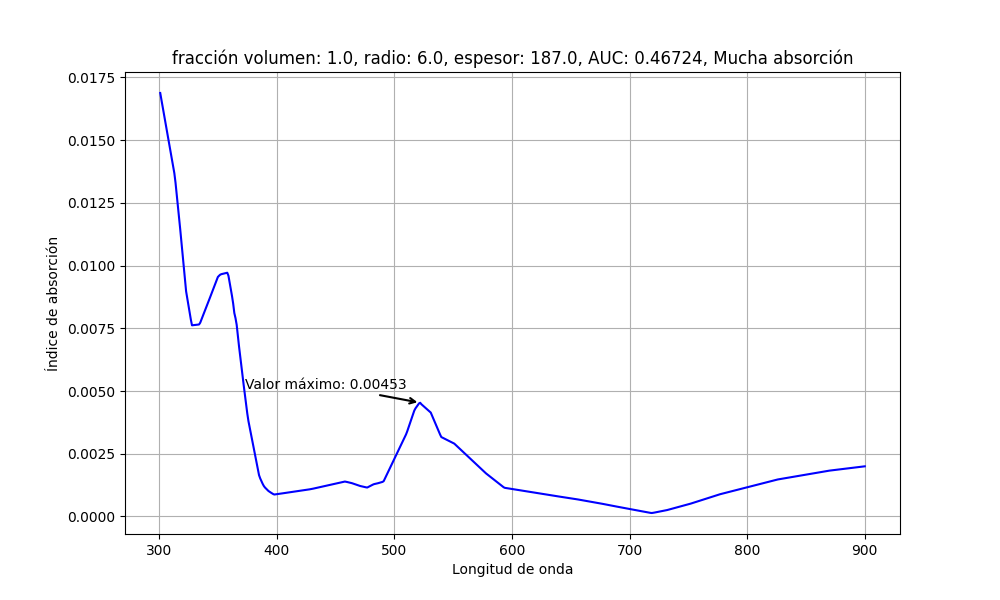 fracción volumen: 1.0, radio: 6.0, espesor: 187.0, AUC: 0.46724, Mucha absorción
Índice de absorción
0.0175
0.0150
0.0125
0.0100
0.0075
0.0050
0.0025
0.0000
Valor máximo: 0.00453
300 400 500 600 700 800 900
Longitud de onda